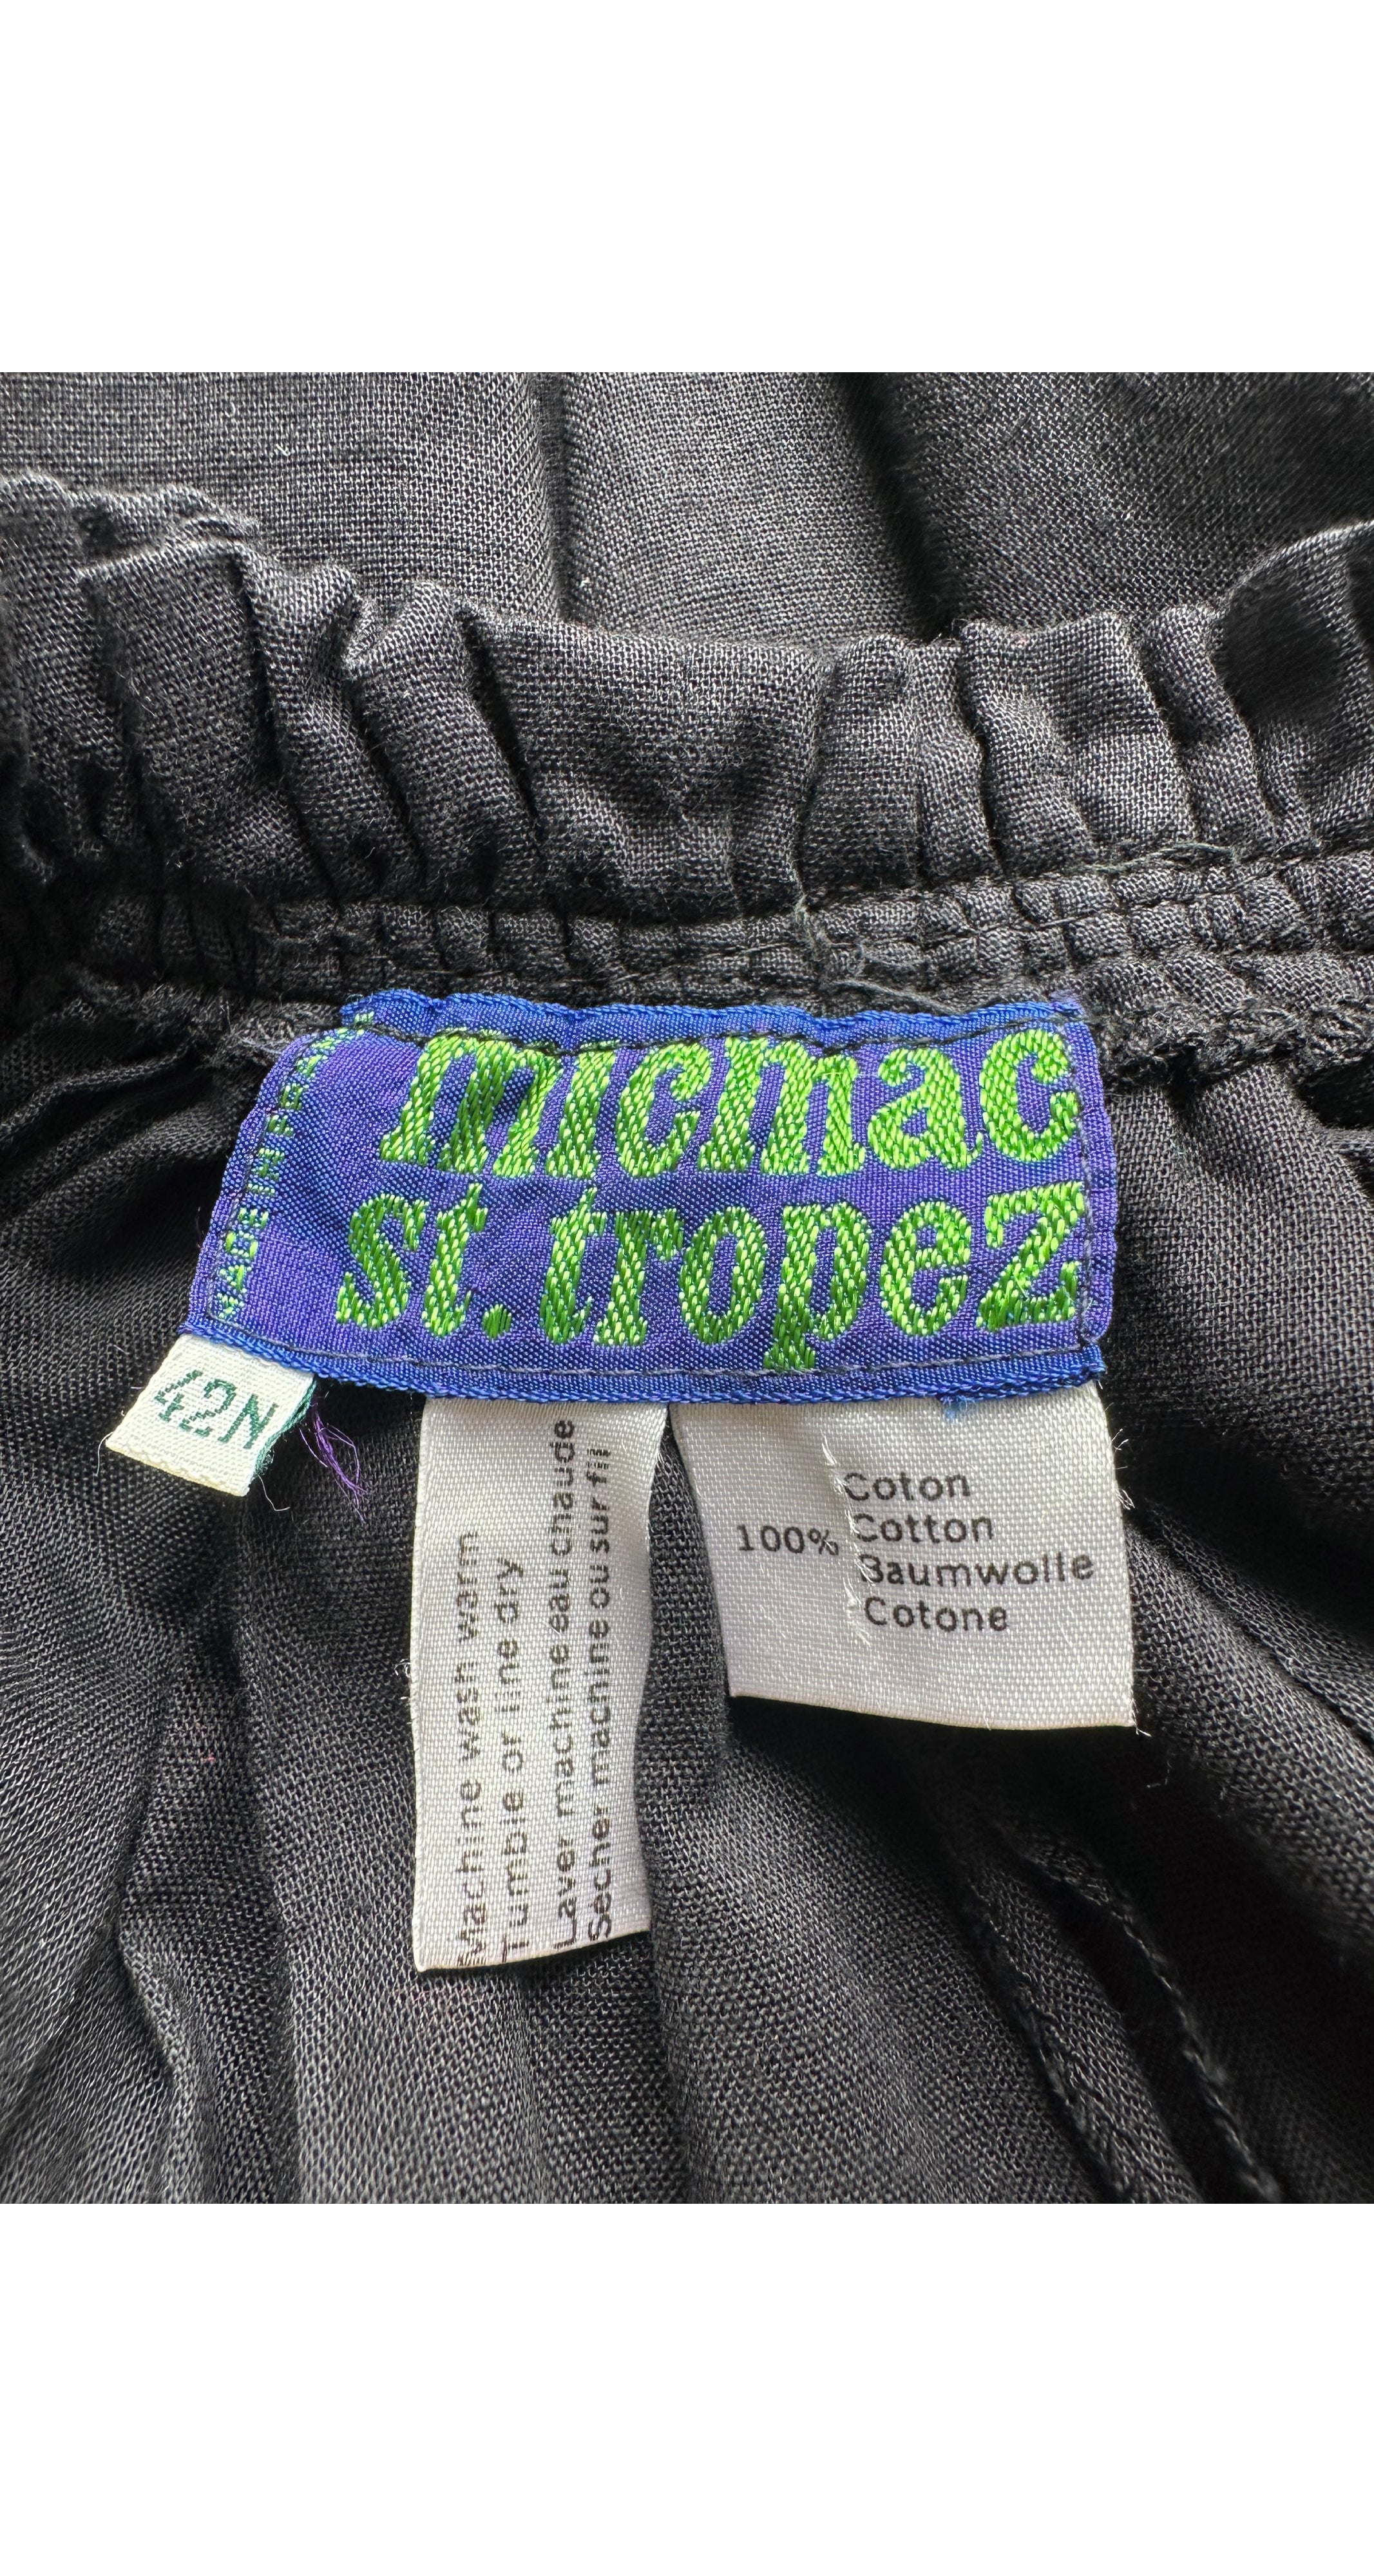 micmac
st. tropez
MADE IN FRANCE
42N
Machine wash warm
Tumble or line dry
Laver machine eau chaude
Secher machine ou sur fil
100%
Coton
Cotton
Baumwolle
Cotone